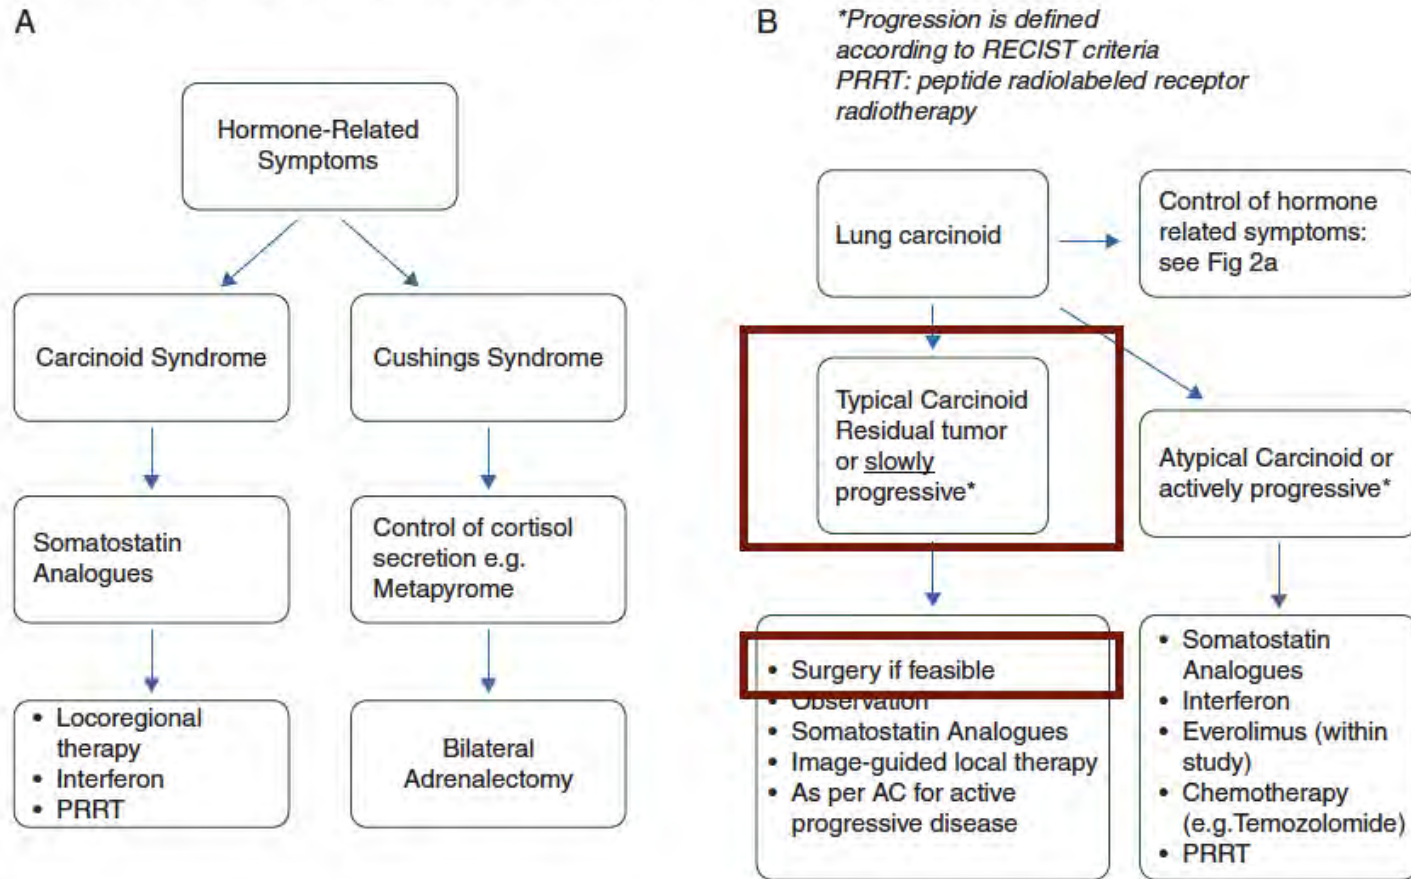 A
Hormone-Related
Symptoms
Carcinoid Syndrome
Cushings Syndrome
Somatostatin
Analogues
Control of cortisol
secretion e.g.
Metapyrome
• Locoregional
therapy
• Interferon
• PRRT
Bilateral
Adrenalectomy
B
*Progression is defined
according to RECIST criteria
PRRT: peptide radiolabeled receptor
radiotherapy
Lung carcinoid
Control of hormone
related symptoms:
see Fig 2a
Typical Carcinoid
Residual tumor
or slowly
progressive*
Atypical Carcinoid or
actively progressive*
• Surgery if feasible
• Observation
• Somatostatin Analogues
• Image-guided local therapy
• As per AC for active
progressive disease
• Somatostatin
Analogues
• Interferon
• Everolimus (within
study)
• Chemotherapy
(e.g.Temozolomide)
• PRRT